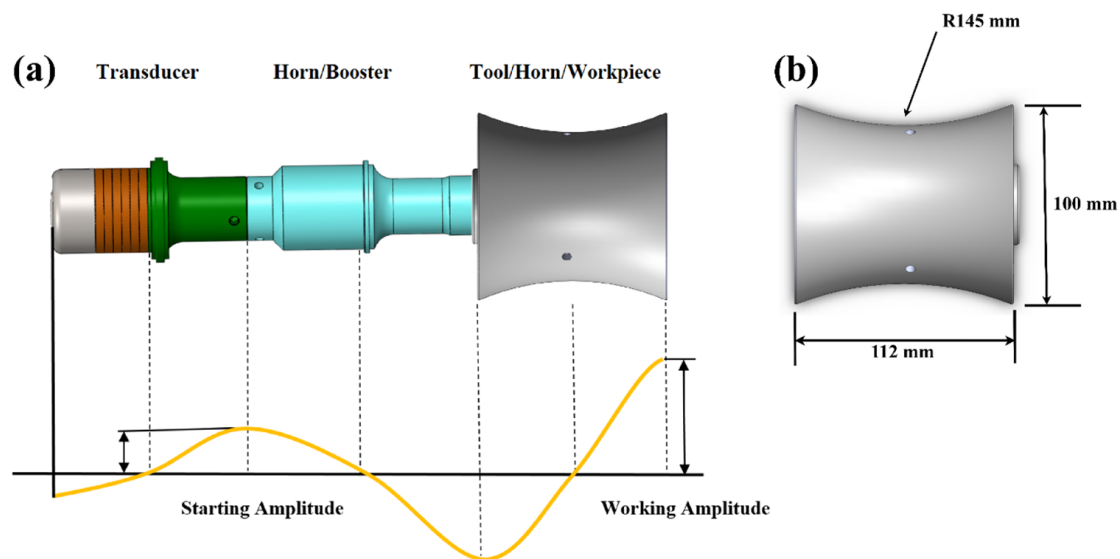 (a)
Transducer
Horn/Booster
Tool/Horn/Workpiece
Starting Amplitude
Working Amplitude
(b)
R145 mm
100 mm
112 mm